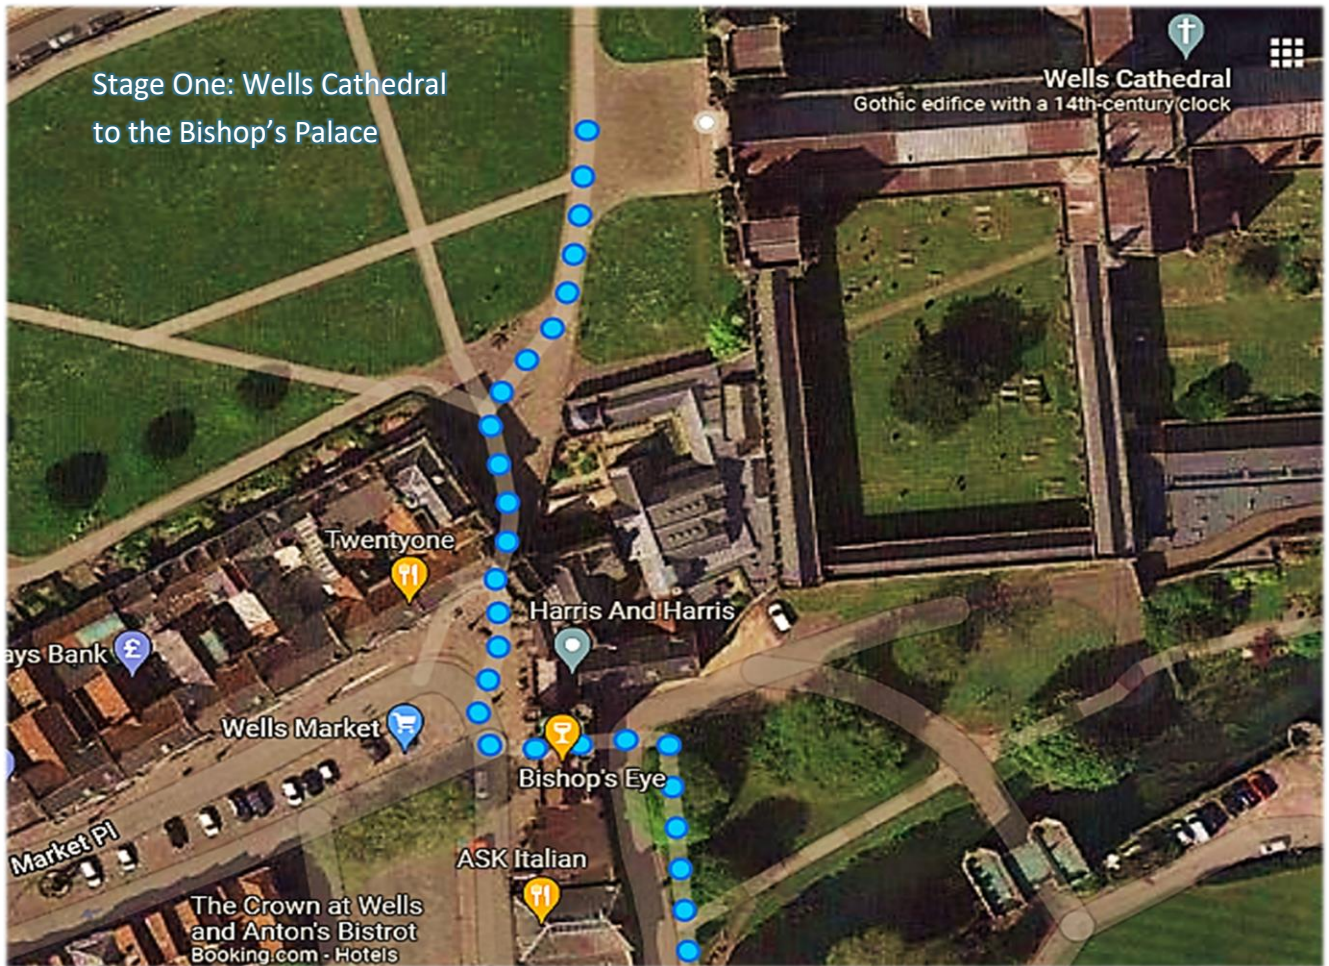 Stage One: Wells Cathedral
to the Bishop's Palace
Wells Cathedral
Gothic edifice with a 14th-century clock
Twentyone
Harris And Harris
ays Bank
£
Wells Market
Bishop's Eye
Market Pl
ASK Italian
The Crown at Wells
and Anton's Bistrot
Booking.com - Hotels